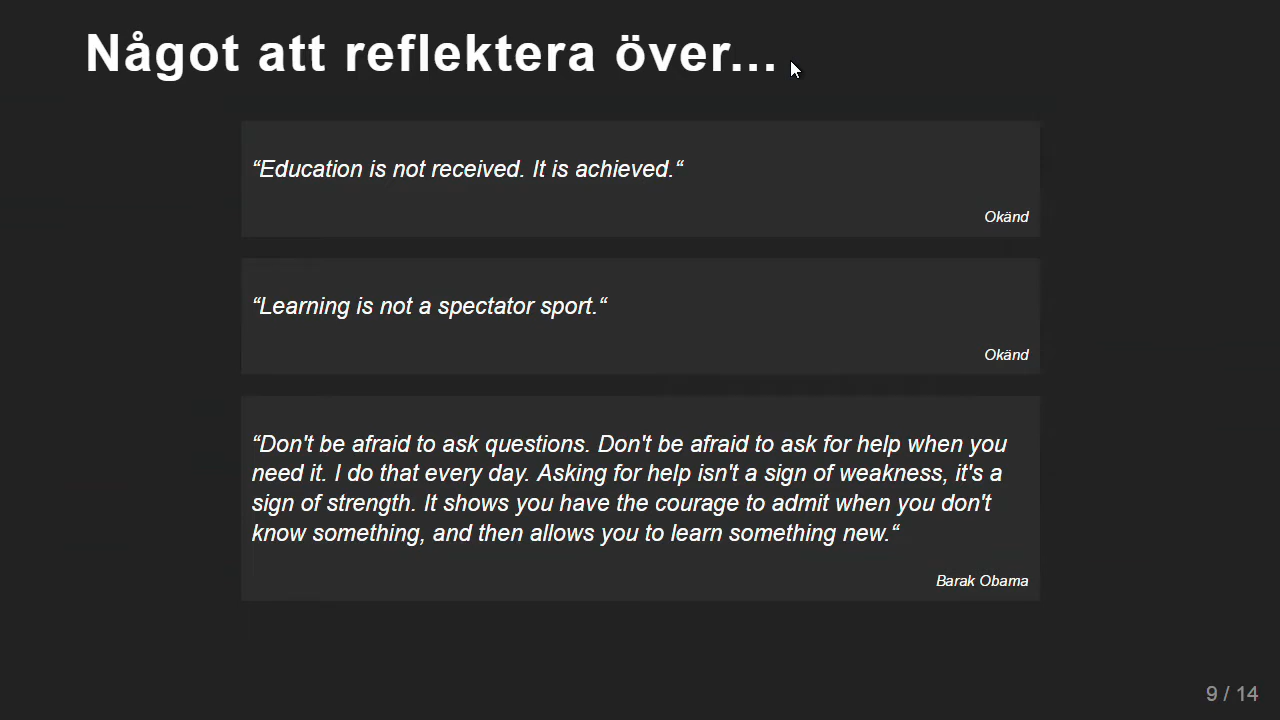 Något att reflektera över...
“Education is not received. It is achieved.“
Okänd
“Learning is not a spectator sport.“
Okänd
“Don't be afraid to ask questions. Don't be afraid to ask for help when you
need it. I do that every day. Asking for help isn't a sign of weakness, it's a
sign of strength. It shows you have the courage to admit when you don't
know something, and then allows you to learn something new.“
Barak Obama
9 / 14